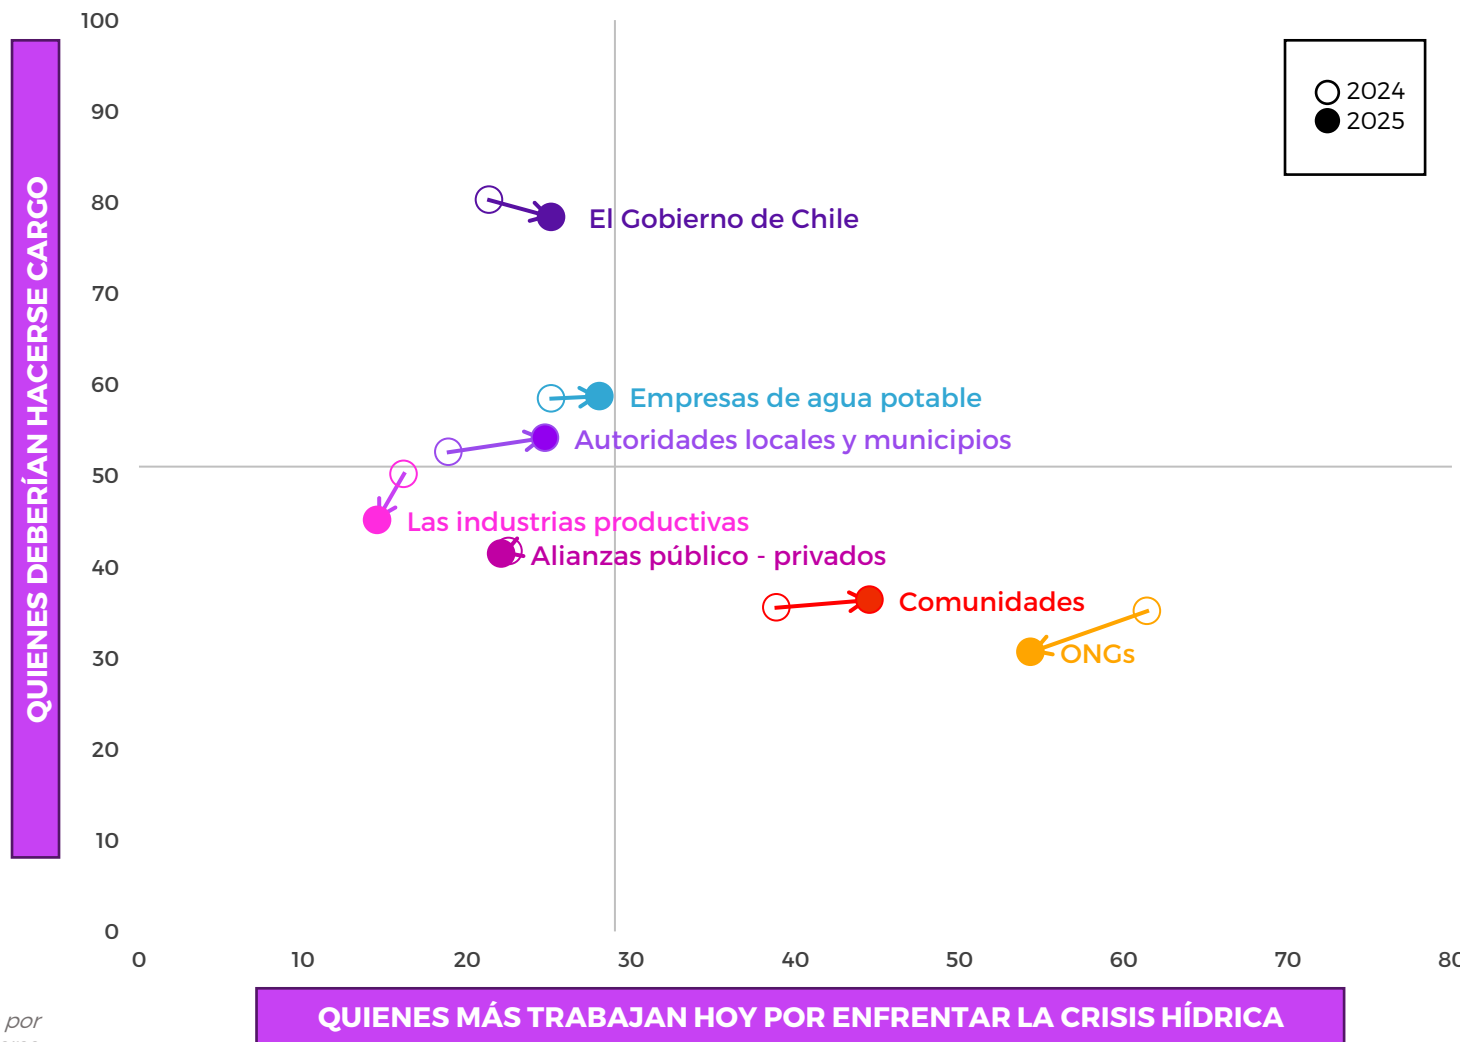 100
90
80
70
60
50
40
30
20
10
0
QUIENES DEBERÍAN HACERSE CARGO
2024
2025
El Gobierno de Chile
Empresas de agua potable
Autoridades locales y municipios
Las industrias productivas
Alianzas público - privados
Comunidades
ONGs
0 10 20 30 40 50 60 70 80
QUIENES MÁS TRABAJAN HOY POR ENFRENTAR LA CRISIS HÍDRICA
por